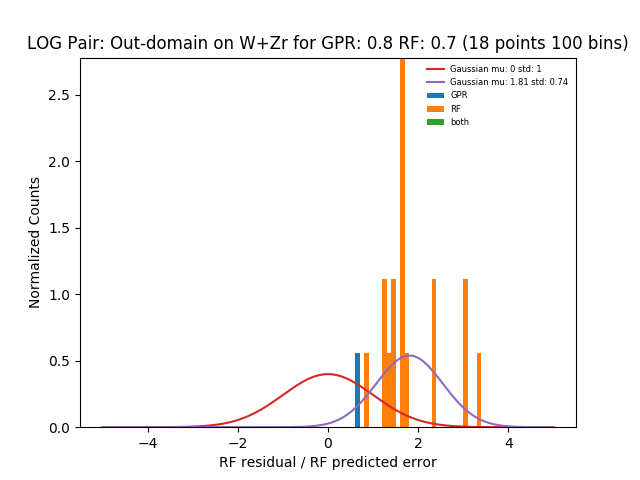 LOG Pair: Out-domain on W+Zr for GPR: 0.8 RF: 0.7 (18 points 100 bins)
Gaussian mu: 0 std: 1
Gaussian mu: 1.81 std: 0.74
GPR
RF
both
Normalized Counts
2.5
2.0
1.5
1.0
0.5
0.0
−4
−2
0
2
4
RF residual / RF predicted error